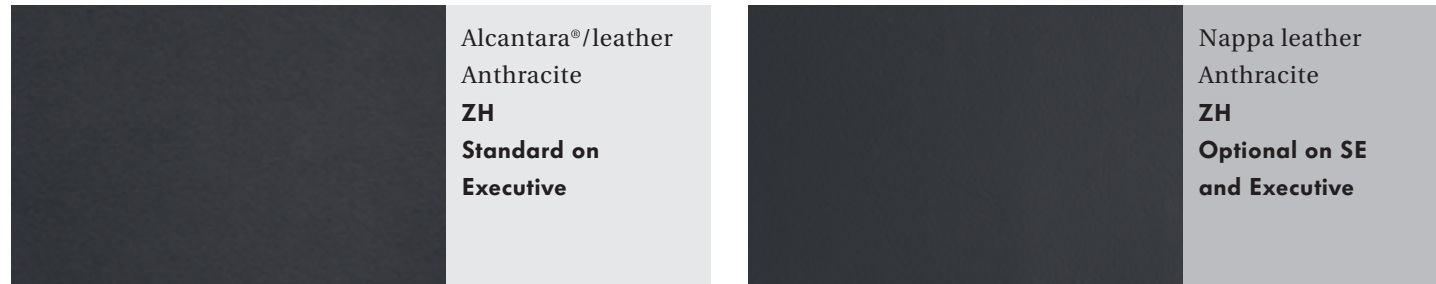 Alcantara®/leather
Anthracite
ZH
Standard on
Executive
Nappa leather
Anthracite
ZH
Optional on SE
and Executive